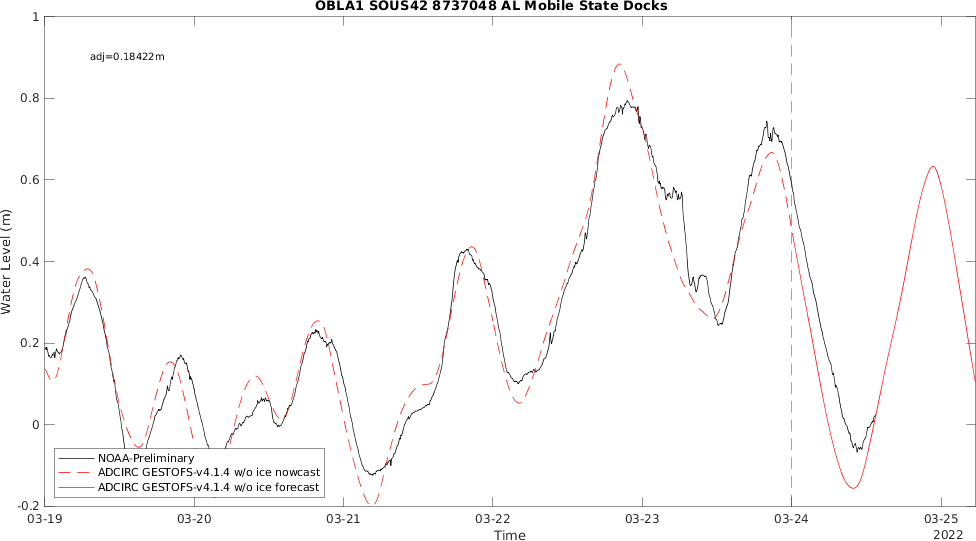 OBLA1 SOUS42 8737048 AL Mobile State Docks
adj=0.18422m
Water Level (m)
1
0.8
0.6
0.4
0.2
0
-0.2
NOAA-Preliminary
ADCIRC GESTOFS-v4.1.4 w/o ice nowcast
ADCIRC GESTOFS-v4.1.4 w/o ice forecast
03-19 03-20 03-21 03-22 03-23 03-24 03-25
Time
2022